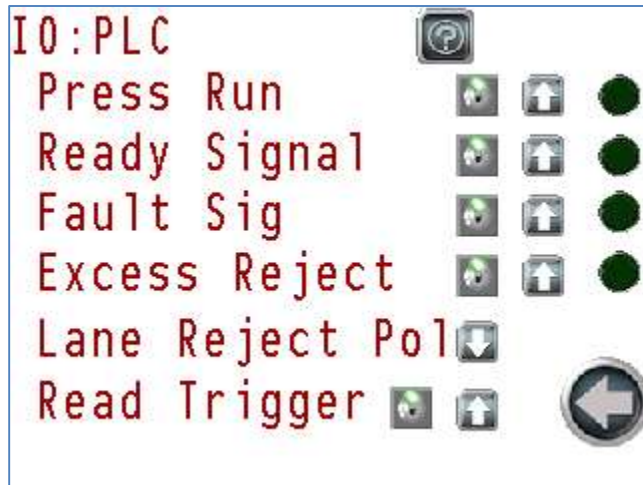 IO:PLC
Press Run
Ready Signal
Fault Sig
Excess Reject
Lane Reject Pol
Read Trigger